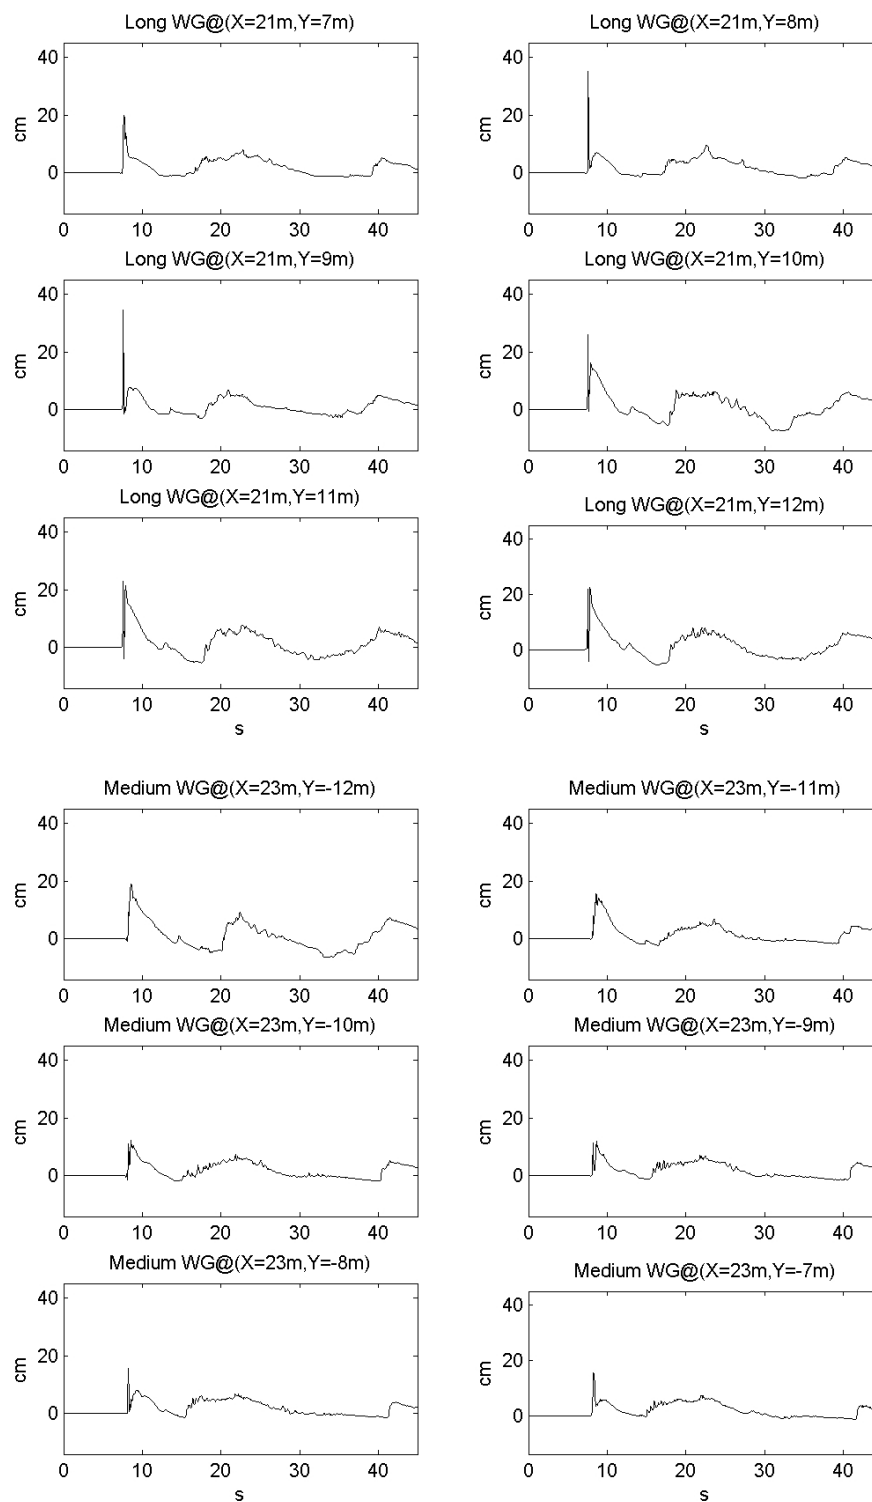 Long WG@(X=21m,Y=7m)
Long WG@(X=21m,Y=8m)
40
20
0
cm
0 10 20 30 40
40
20
0
cm
0 10 20 30 40
Long WG@(X=21m,Y=9m)
Long WG@(X=21m,Y=10m)
40
20
0
cm
0 10 20 30 40
40
20
0
cm
0 10 20 30 40
Long WG@(X=21m,Y=11m)
Long WG@(X=21m,Y=12m)
40
20
0
cm
0 10 20 30 40
s
40
20
0
cm
0 10 20 30 40
s
Medium WG@(X=23m,Y=-12m)
Medium WG@(X=23m,Y=-11m)
40
20
0
cm
0 10 20 30 40
40
20
0
cm
0 10 20 30 40
Medium WG@(X=23m,Y=-10m)
Medium WG@(X=23m,Y=-9m)
40
20
0
cm
0 10 20 30 40
40
20
0
cm
0 10 20 30 40
Medium WG@(X=23m,Y=-8m)
Medium WG@(X=23m,Y=-7m)
40
20
0
cm
0 10 20 30 40
s
40
20
0
cm
0 10 20 30 40
s